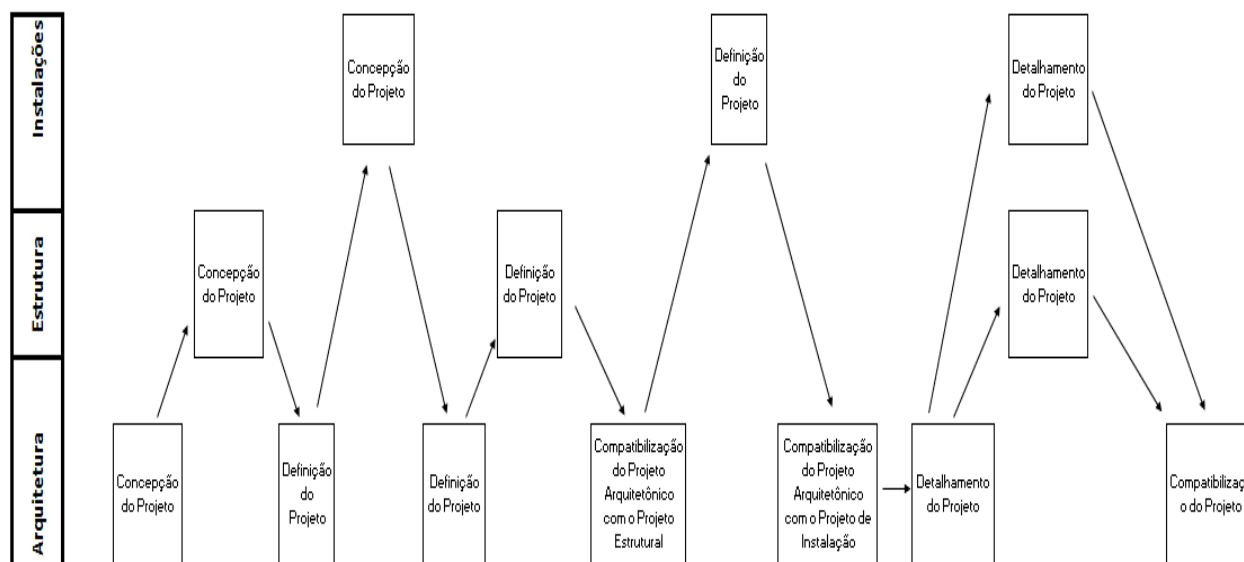 Instalações
Concepção
do Projeto
Definição
do
Projeto
Detalhamento
do Projeto
Estrutura
Concepção
do Projeto
Definição
do Projeto
Detalhamento
do Projeto
Arquitetura
Concepção
do Projeto
Definição
do
Projeto
Definição
do Projeto
Compatibilização
do Projeto
Arquitetônico
com o Projeto
Estrutural
Compatibilização
do Projeto
Arquitetônico
com o Projeto de
Instalação
Detalhamento
do Projeto
Compatibilizaç
o do Projeto